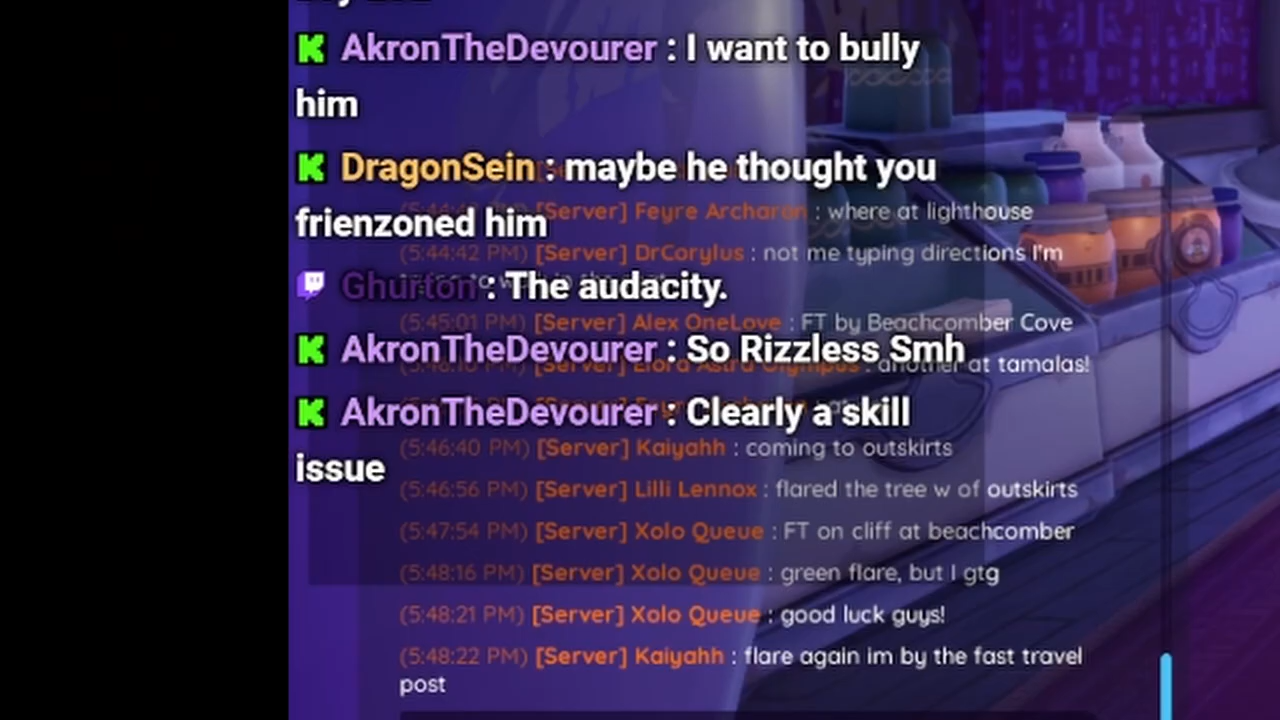 AkronTheDevourer : I want to bully
him
DragonSein : maybe he thought you
frienzoned him
Ghurton : The audacity.
AkronTheDevourer : So Rizzless Smh
AkronTheDevourer : Clearly a skill
issue
[Server] Feyre Archaron : where at lighthouse
(5:44:42 PM) [Server] DrCorylus : not me typing directions I'm
(5:45:01 PM) [Server] Alex OneLove : FT by Beachcomber Cove
[Server] Elora Astra Olympus : another at tamalas!
(5:46:40 PM) [Server] Kaiyahh : coming to outskirts
(5:46:56 PM) [Server] Lilli Lennox : flared the tree w of outskirts
(5:47:54 PM) [Server] Xolo Queue : FT on cliff at beachcomber
(5:48:16 PM) [Server] Xolo Queue : green flare, but I gtg
(5:48:21 PM) [Server] Xolo Queue : good luck guys!
(5:48:22 PM) [Server] Kaiyahh : flare again im by the fast travel
post